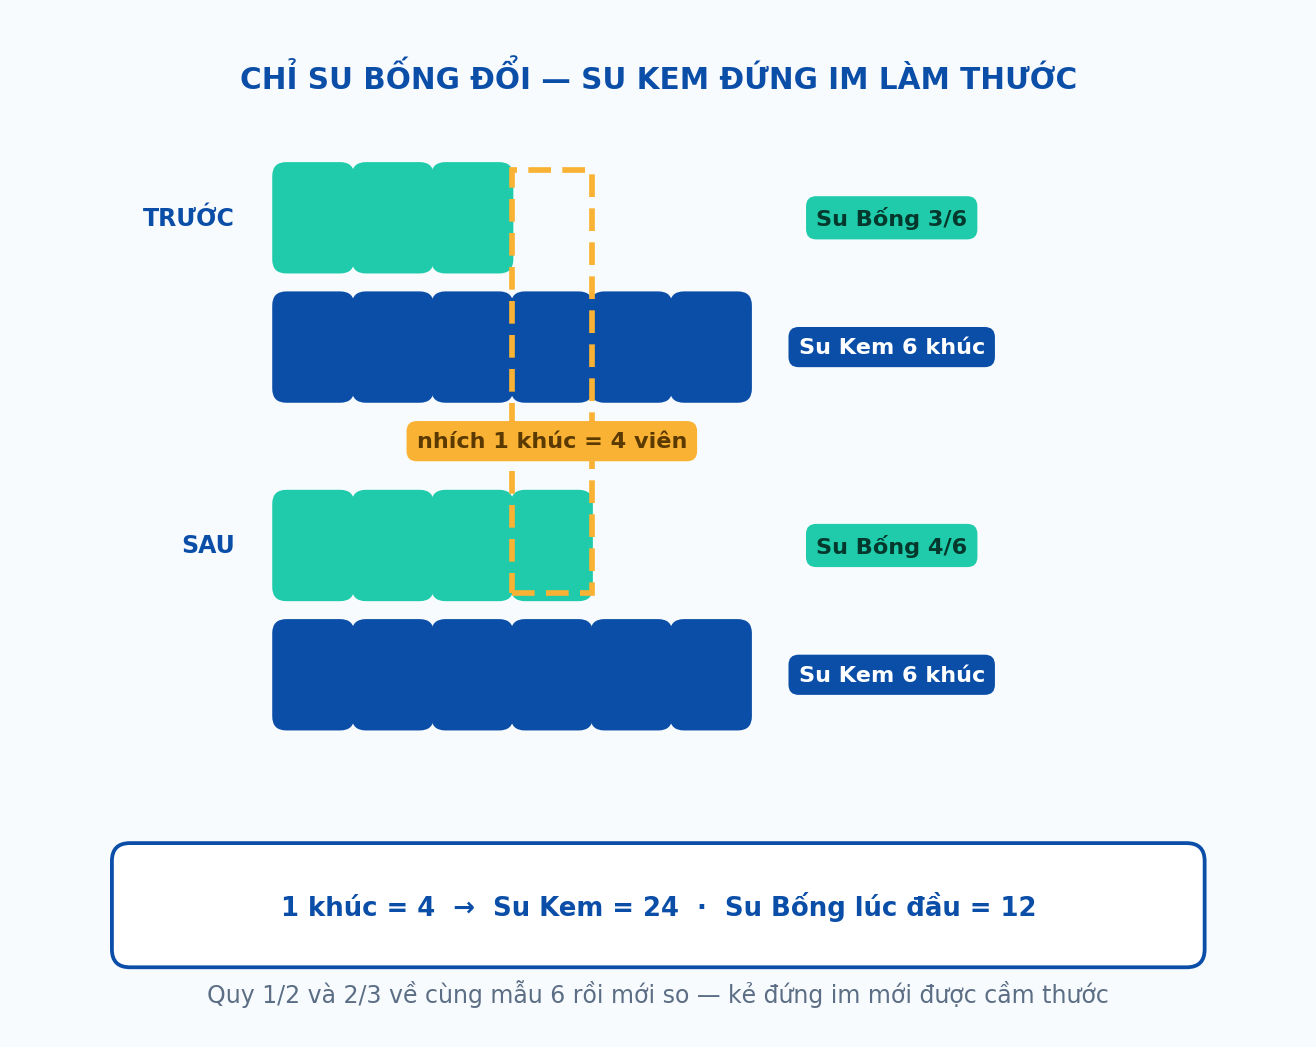 CHỈ SU BỐNG ĐỔI — SU KEM ĐỨNG IM LÀM THƯỚC
TRƯỚC
Su Bống 3/6
Su Kem 6 khúc
nhích 1 khúc = 4 viên
SAU
Su Bống 4/6
Su Kem 6 khúc
1 khúc = 4 → Su Kem = 24 · Su Bống lúc đầu = 12
Quy 1/2 và 2/3 về cùng mẫu 6 rồi mới so — kẻ đứng im mới được cầm thước